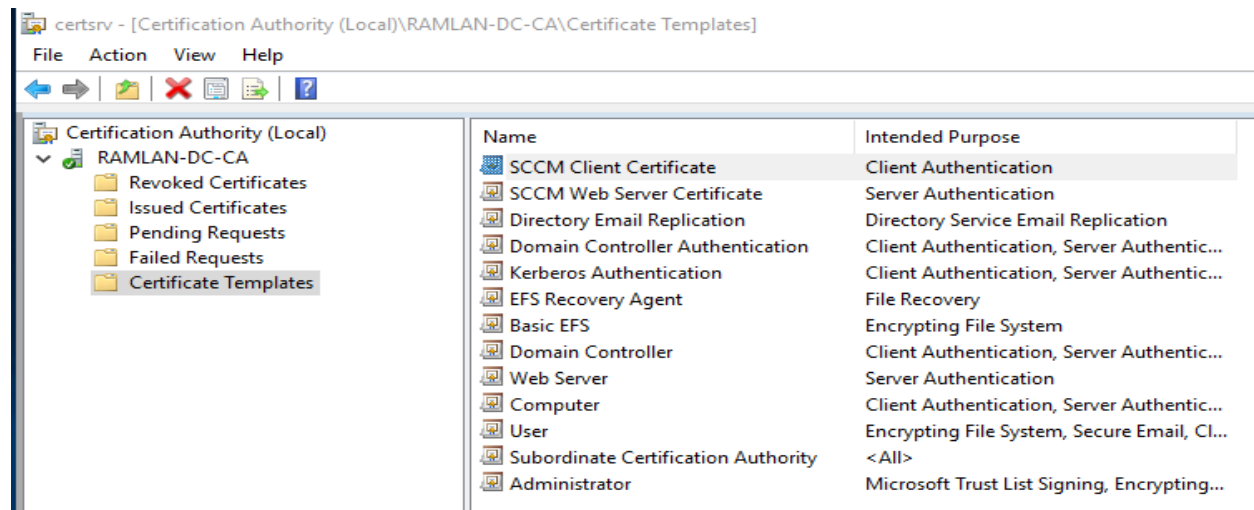 certsrv - [Certification Authority (Local)\RAMLAN-DC-CA\Certificate Templates]
File Action View Help
Certification Authority (Local)
RAMLAN-DC-CA
Revoked Certificates
Issued Certificates
Pending Requests
Failed Requests
Certificate Templates
Name Intended Purpose
SCCM Client Certificate Client Authentication
SCCM Web Server Certificate Server Authentication
Directory Email Replication Directory Service Email Replication
Domain Controller Authentication Client Authentication, Server Authentic...
Kerberos Authentication Client Authentication, Server Authentic...
EFS Recovery Agent File Recovery
Basic EFS Encrypting File System
Domain Controller Client Authentication, Server Authentic...
Web Server Server Authentication
Computer Client Authentication, Server Authentic...
User Encrypting File System, Secure Email, Cl...
Subordinate Certification Authority <All>
Administrator Microsoft Trust List Signing, Encrypting...